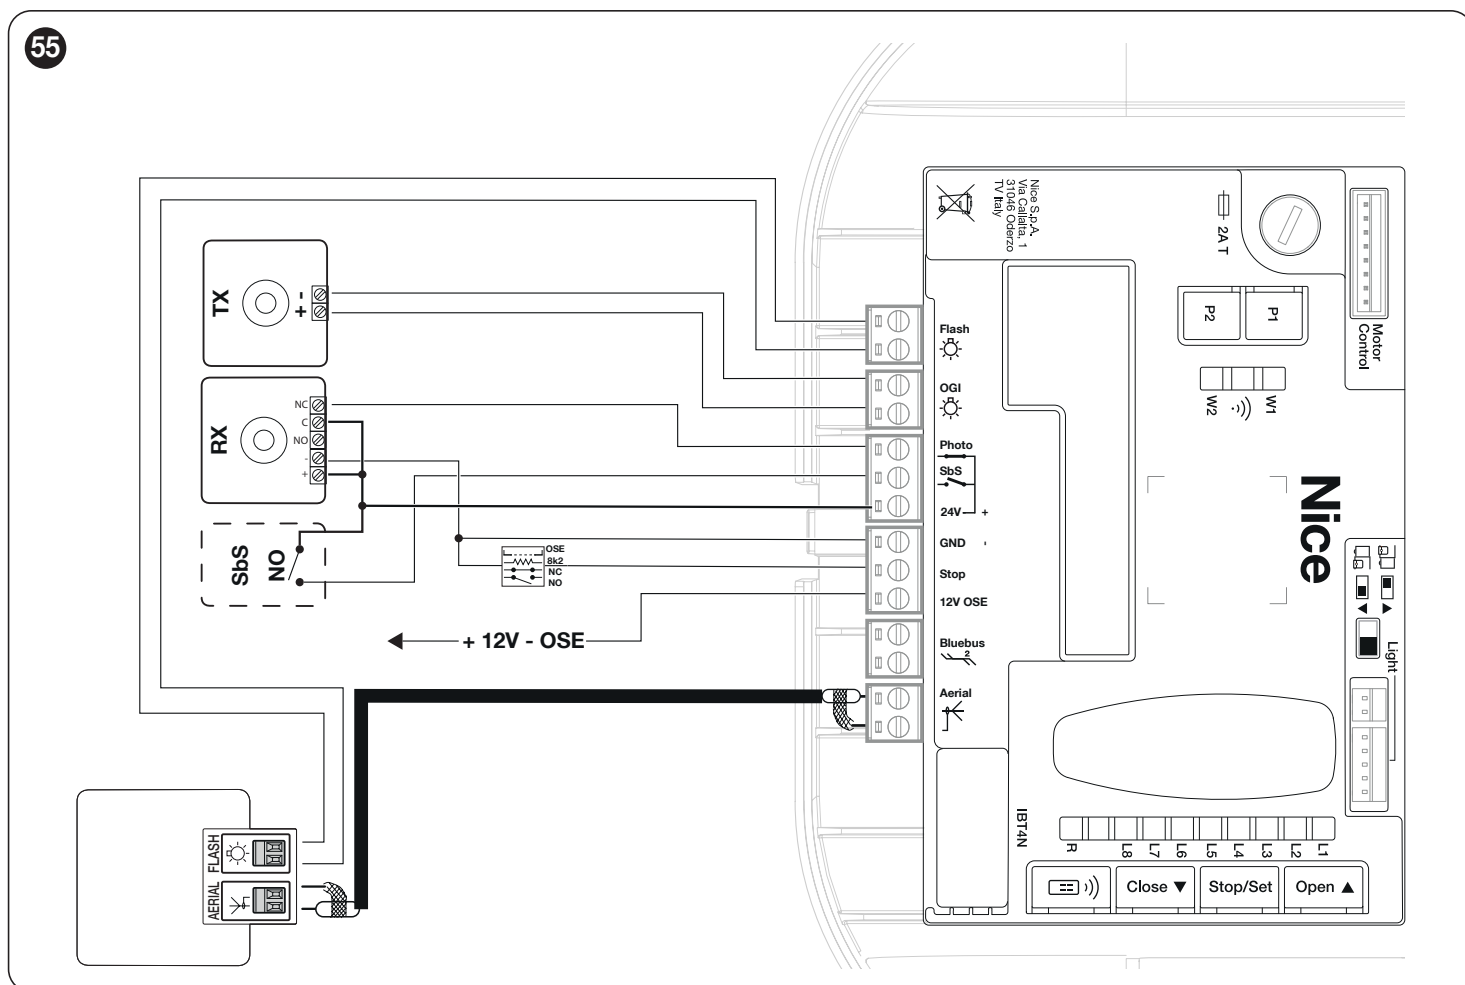 55
TX
-
+
RX
NC
C
NO
-
+
SbS
NO
OSE
8k2
NC
NO
+ 12V - OSE
FLASH
AERIAL
Nice S.p.A.
Via Callalta, 1
31046 Oderzo
TV Italy
2A T
Motor
Control
P2
P1
W2
W1
Flash
OGI
Photo
SbS
24V
+
GND
-
Stop
12V OSE
Bluebus
2
Aerial
Nice
Light
IBT4N
R
L8
L7
L6
L5
L4
L3
L2
L1
Close ▼
Stop/Set
Open ▲